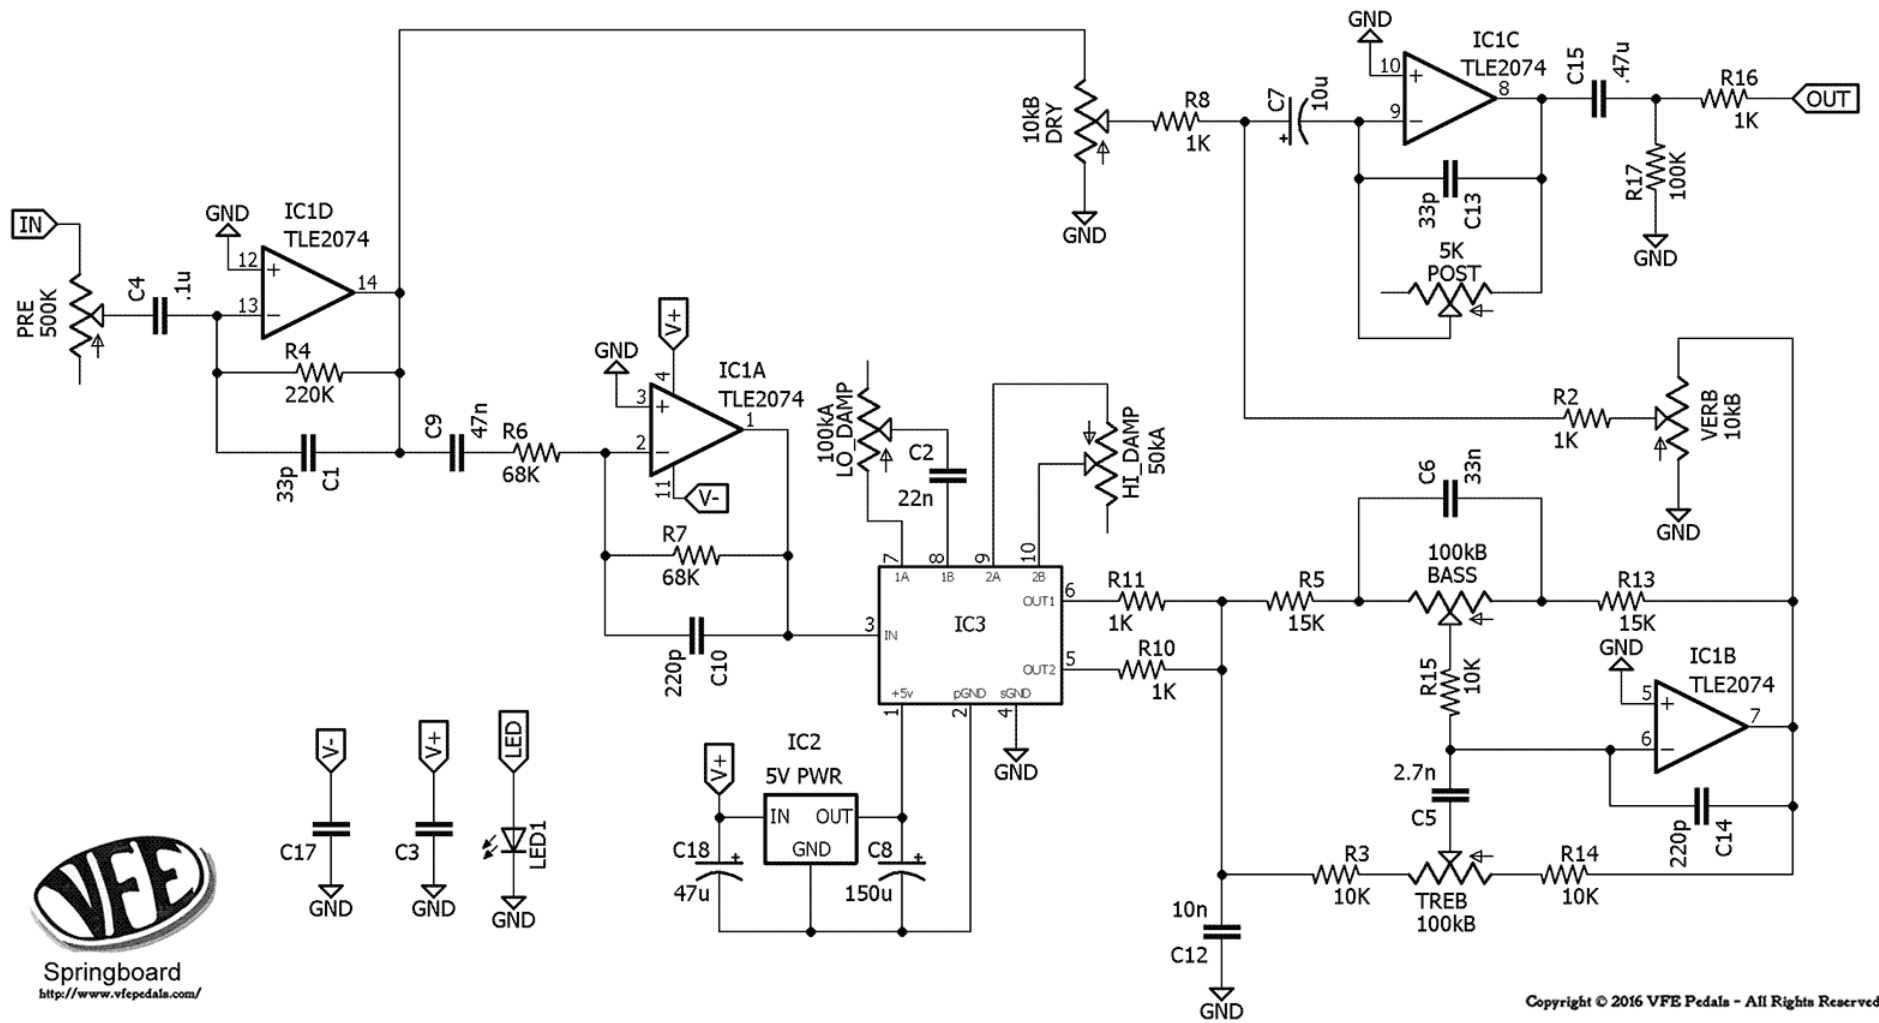 GND
10
9
8
IC1C
TLE2074
C15
.47u
R16
1K
OUT
R17
100K
GND
10kB
DRY
GND
R8
1K
C7
10u
+
33p
C13
5K
POST
IN
PRE
500K
C4
.1u
GND
12
13
14
IC1D
TLE2074
R4
220K
33p
C1
C9
47n
R6
68K
GND
V+
4
3
2
1
11
V-
IC1A
TLE2074
R7
68K
220p
C10
100kA
LO_DAMP
C2
22n
HI_DAMP
50kA
R2
1K
VERB
10kB
GND
C6
33n
100kB
BASS
7
8
9
10
1A
1B
2A
2B
3
IN
IC3
OUT1
6
OUT2
5
+5v
pGND
sGND
1
2
4
GND
R11
1K
R10
1K
R5
15K
R13
15K
R15
10K
GND
5
6
7
IC1B
TLE2074
2.7n
C5
220p
C14
R3
10K
TREB
100kB
R14
10K
10n
C12
GND
V-
C17
GND
V+
C3
GND
LED
LED1
GND
V+
IC2
5V PWR
IN
OUT
GND
C18
+
47u
C8
+
150u
VFE
Springboard
http://www.vfepedals.com/
Copyright © 2016 VFE Pedals - All Rights Reserved